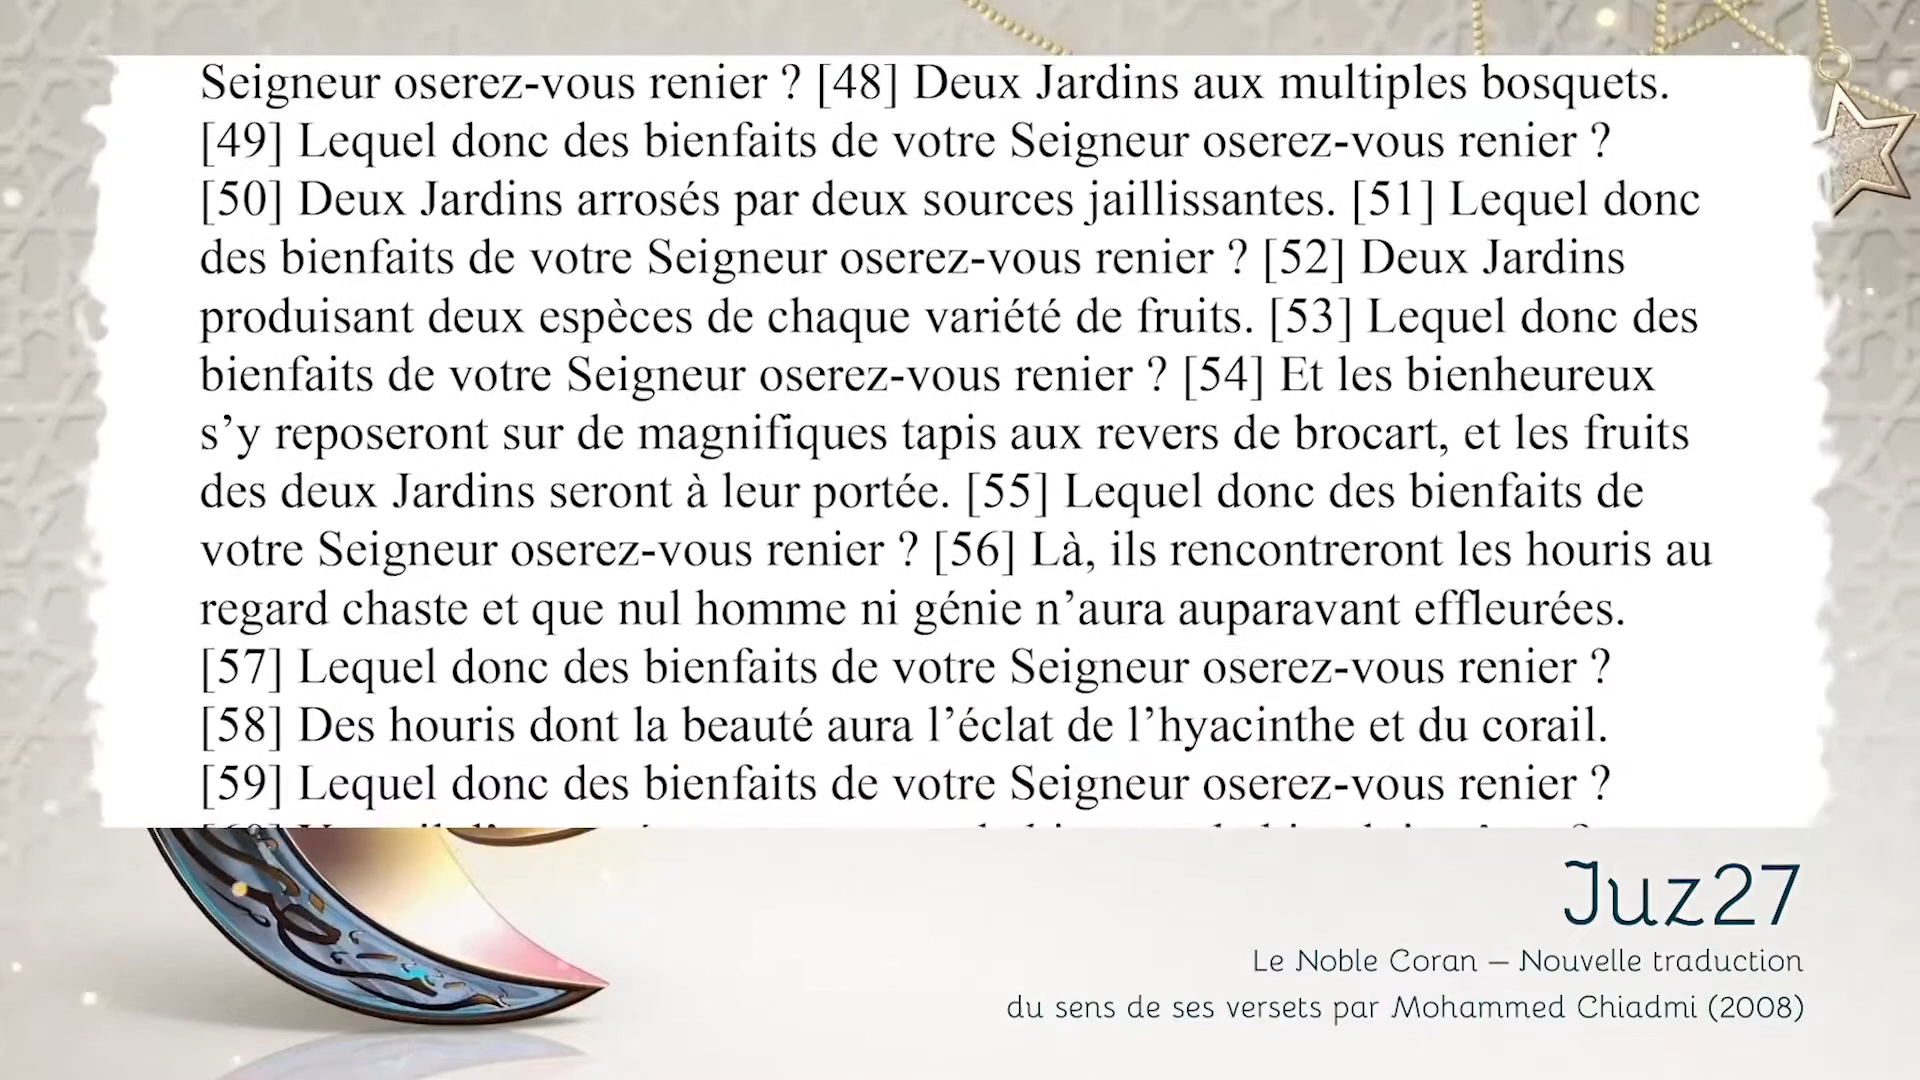 Seigneur oserez-vous renier ? [48] Deux Jardins aux multiples bosquets.
[49] Lequel donc des bienfaits de votre Seigneur oserez-vous renier ?
[50] Deux Jardins arrosés par deux sources jaillissantes. [51] Lequel donc
des bienfaits de votre Seigneur oserez-vous renier ? [52] Deux Jardins
produisant deux espèces de chaque variété de fruits. [53] Lequel donc des
bienfaits de votre Seigneur oserez-vous renier ? [54] Et les bienheureux
s’y reposeront sur de magnifiques tapis aux revers de brocart, et les fruits
des deux Jardins seront à leur portée. [55] Lequel donc des bienfaits de
votre Seigneur oserez-vous renier ? [56] Là, ils rencontreront les houris au
regard chaste et que nul homme ni génie n’aura auparavant effleurées.
[57] Lequel donc des bienfaits de votre Seigneur oserez-vous renier ?
[58] Des houris dont la beauté aura l’éclat de l’hyacinthe et du corail.
[59] Lequel donc des bienfaits de votre Seigneur oserez-vous renier ?
Juz27
Le Noble Coran – Nouvelle traduction
du sens de ses versets par Mohammed Chiadmi (2008)